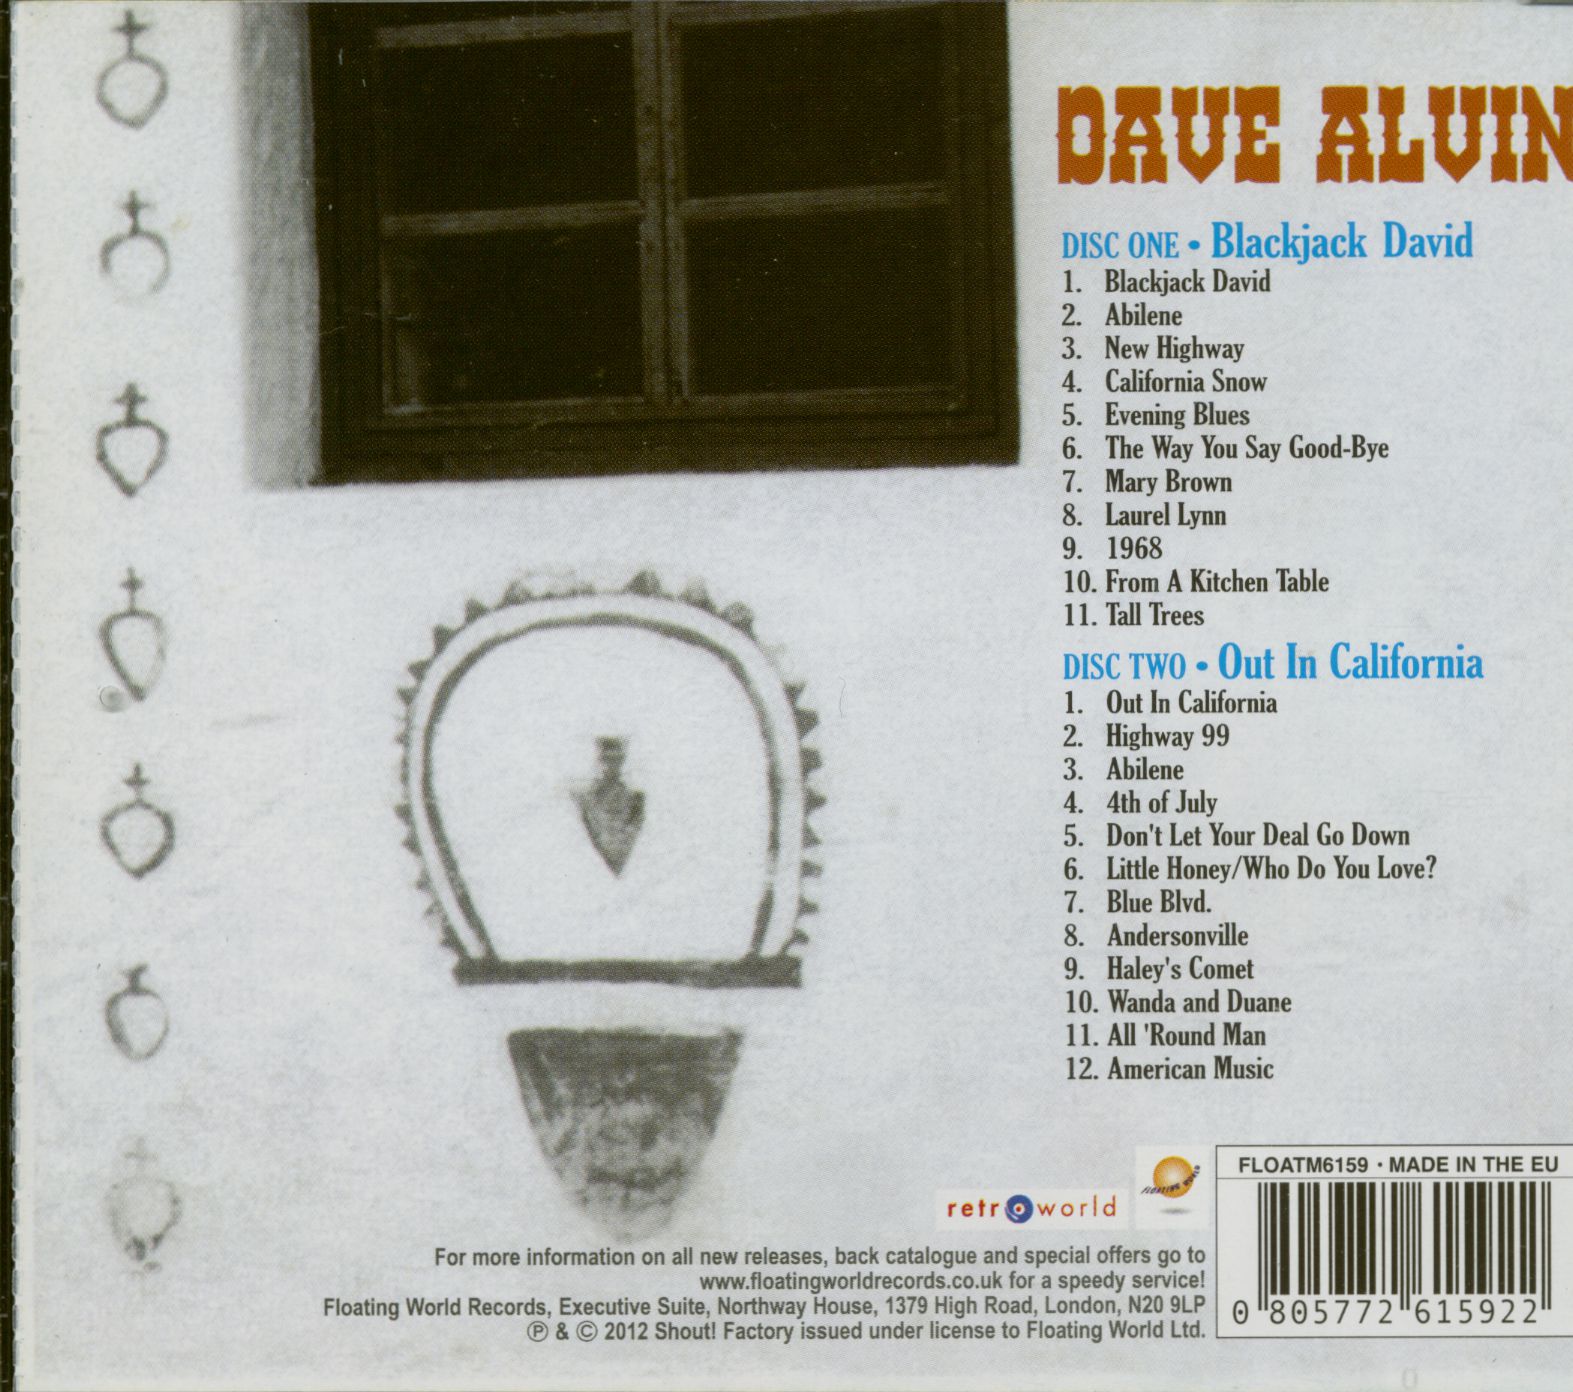 DAVE ALVIN
DISC ONE • Blackjack David
1. Blackjack David
2. Abilene
3. New Highway
4. California Snow
5. Evening Blues
6. The Way You Say Good-Bye
7. Mary Brown
8. Laurel Lynn
9. 1968
10. From A Kitchen Table
11. Tall Trees
DISC TWO • Out In California
1. Out In California
2. Highway 99
3. Abilene
4. 4th of July
5. Don't Let Your Deal Go Down
6. Little Honey/Who Do You Love?
7. Blue Blvd.
8. Andersonville
9. Haley's Comet
10. Wanda and Duane
11. All 'Round Man
12. American Music
retroworld
FLOATING WORLD
FLOATM6159 · MADE IN THE EU
0 805772 615922
For more information on all new releases, back catalogue and special offers go to
www.floatingworldrecords.co.uk for a speedy service!
Floating World Records, Executive Suite, Northway House, 1379 High Road, London, N20 9LP
℗ & © 2012 Shout! Factory issued under license to Floating World Ltd.